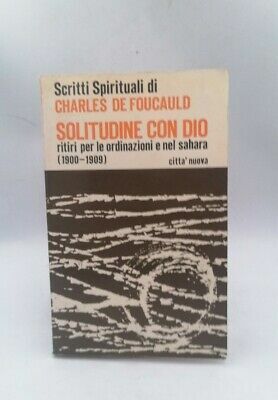 Scritti Spirituali di
CHARLES DE FOUCAULD
SOLITUDINE CON DIO
ritiri per le ordinazioni e nel sahara
(1900-1909) citta' nuova